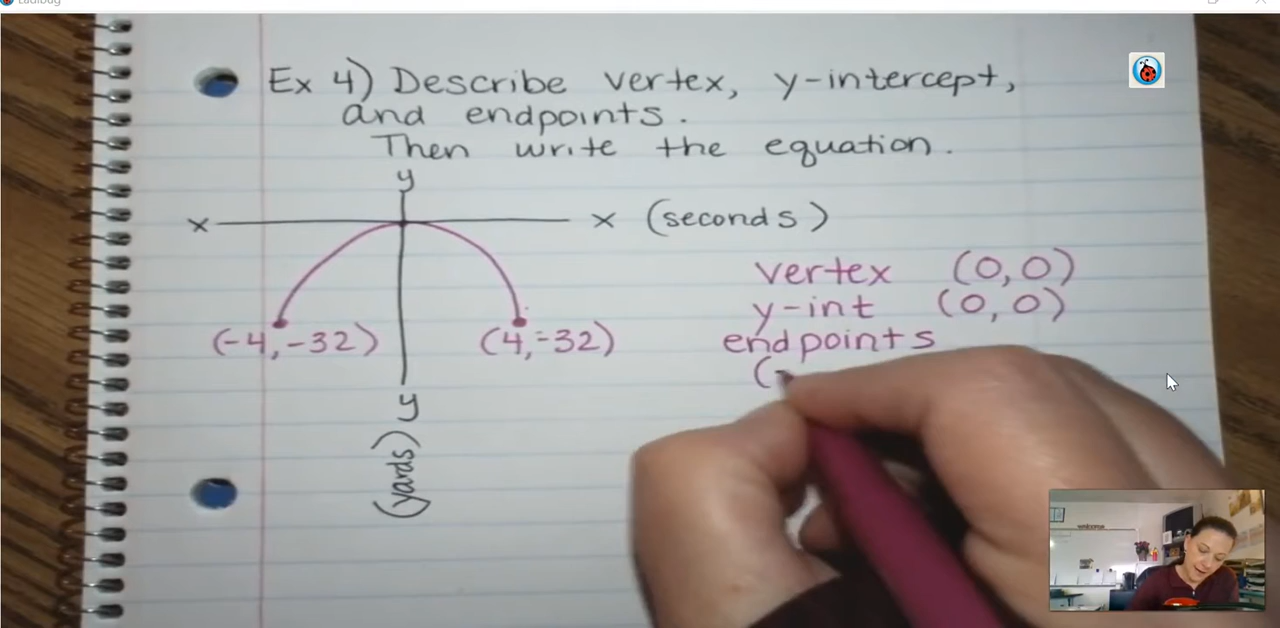 Ladibug
Ex 4) Describe vertex, y-intercept,
and endpoints.
Then write the equation.
y
x x (seconds)
vertex (0,0)
y-int (0,0)
(-4,-32) (4,-32) endpoints
(-
y
(yards)